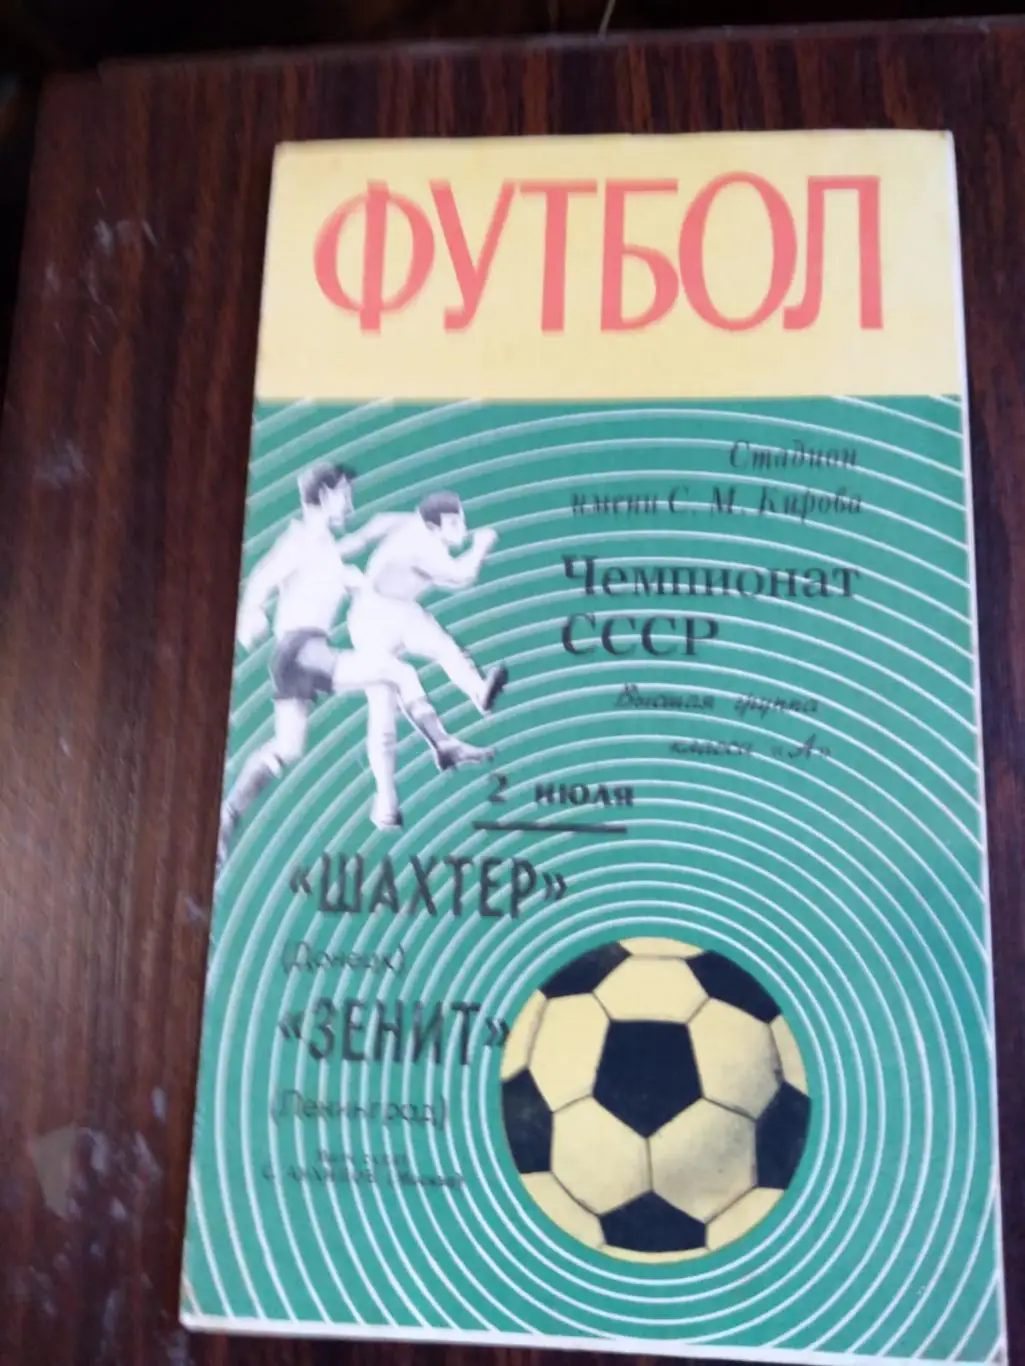 ФУТБОЛ
Стадион
имени С. М. Кирова
Чемпионат
СССР
Высшая группа
класса «А»
2 июля
«ШАХТЕР»
(Донецк)
«ЗЕНИТ»
(Ленинград)